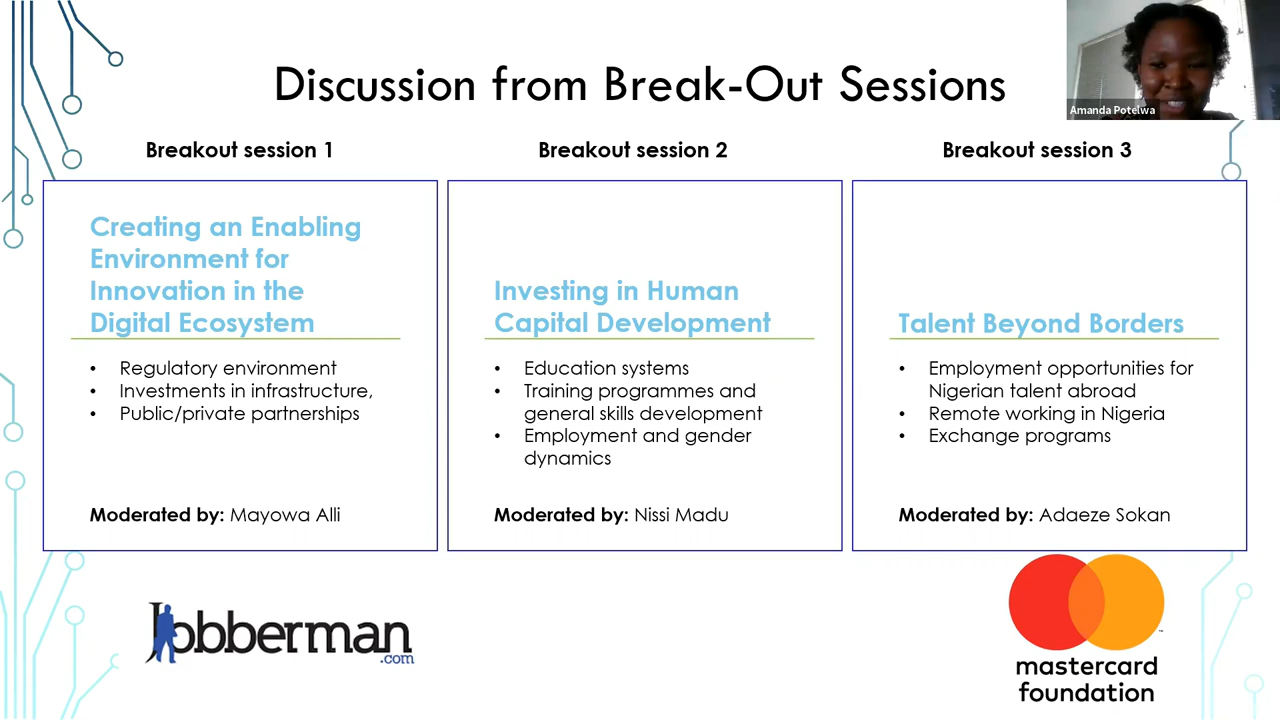 Discussion from Break-Out Sessions
Amanda Potelwa
Breakout session 1
Creating an Enabling
Environment for
Innovation in the
Digital Ecosystem
• Regulatory environment
• Investments in infrastructure,
• Public/private partnerships
Moderated by: Mayowa Alli
Breakout session 2
Investing in Human
Capital Development
• Education systems
• Training programmes and
general skills development
• Employment and gender
dynamics
Moderated by: Nissi Madu
Breakout session 3
Talent Beyond Borders
• Employment opportunities for
Nigerian talent abroad
• Remote working in Nigeria
• Exchange programs
Moderated by: Adaeze Sokan
Jobberman
.com
mastercard
foundation